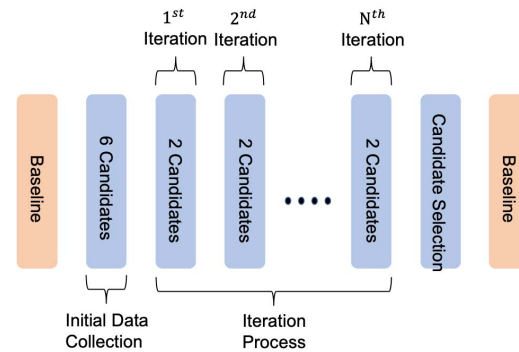 1st
Iteration
2nd
Iteration
Nth
Iteration
Baseline
6 Candidates
2 Candidates
2 Candidates
2 Candidates
Candidate Selection
Baseline
Initial Data
Collection
Iteration
Process